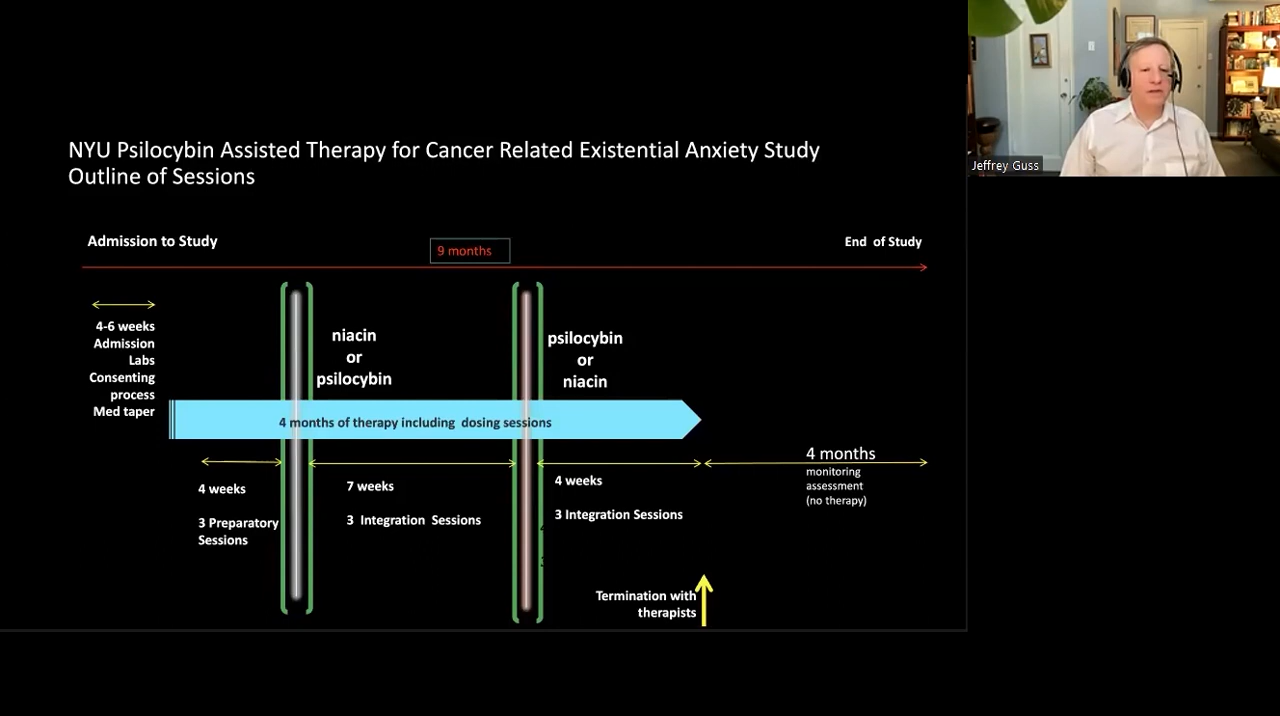 NYU Psilocybin Assisted Therapy for Cancer Related Existential Anxiety Study
Outline of Sessions
Jeffrey Guss
Admission to Study
9 months
End of Study
4-6 weeks
Admission
Labs
Consenting
process
Med taper
niacin
or
psilocybin
psilocybin
or
niacin
4 months of therapy including dosing sessions
4 weeks
3 Preparatory
Sessions
7 weeks
3 Integration Sessions
4 weeks
3 Integration Sessions
4 months
monitoring
assessment
(no therapy)
Termination with
therapists